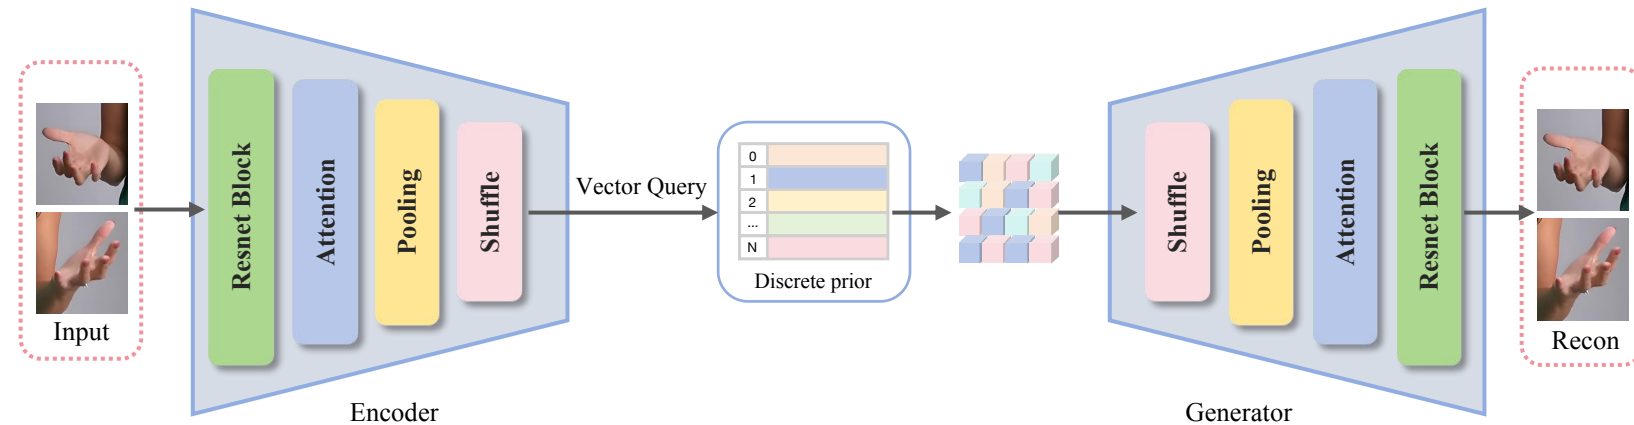 Input
Resnet Block
Attention
Pooling
Shuffle
Encoder
Vector Query
0
1
2
...
N
Discrete prior
Shuffle
Pooling
Attention
Resnet Block
Generator
Recon